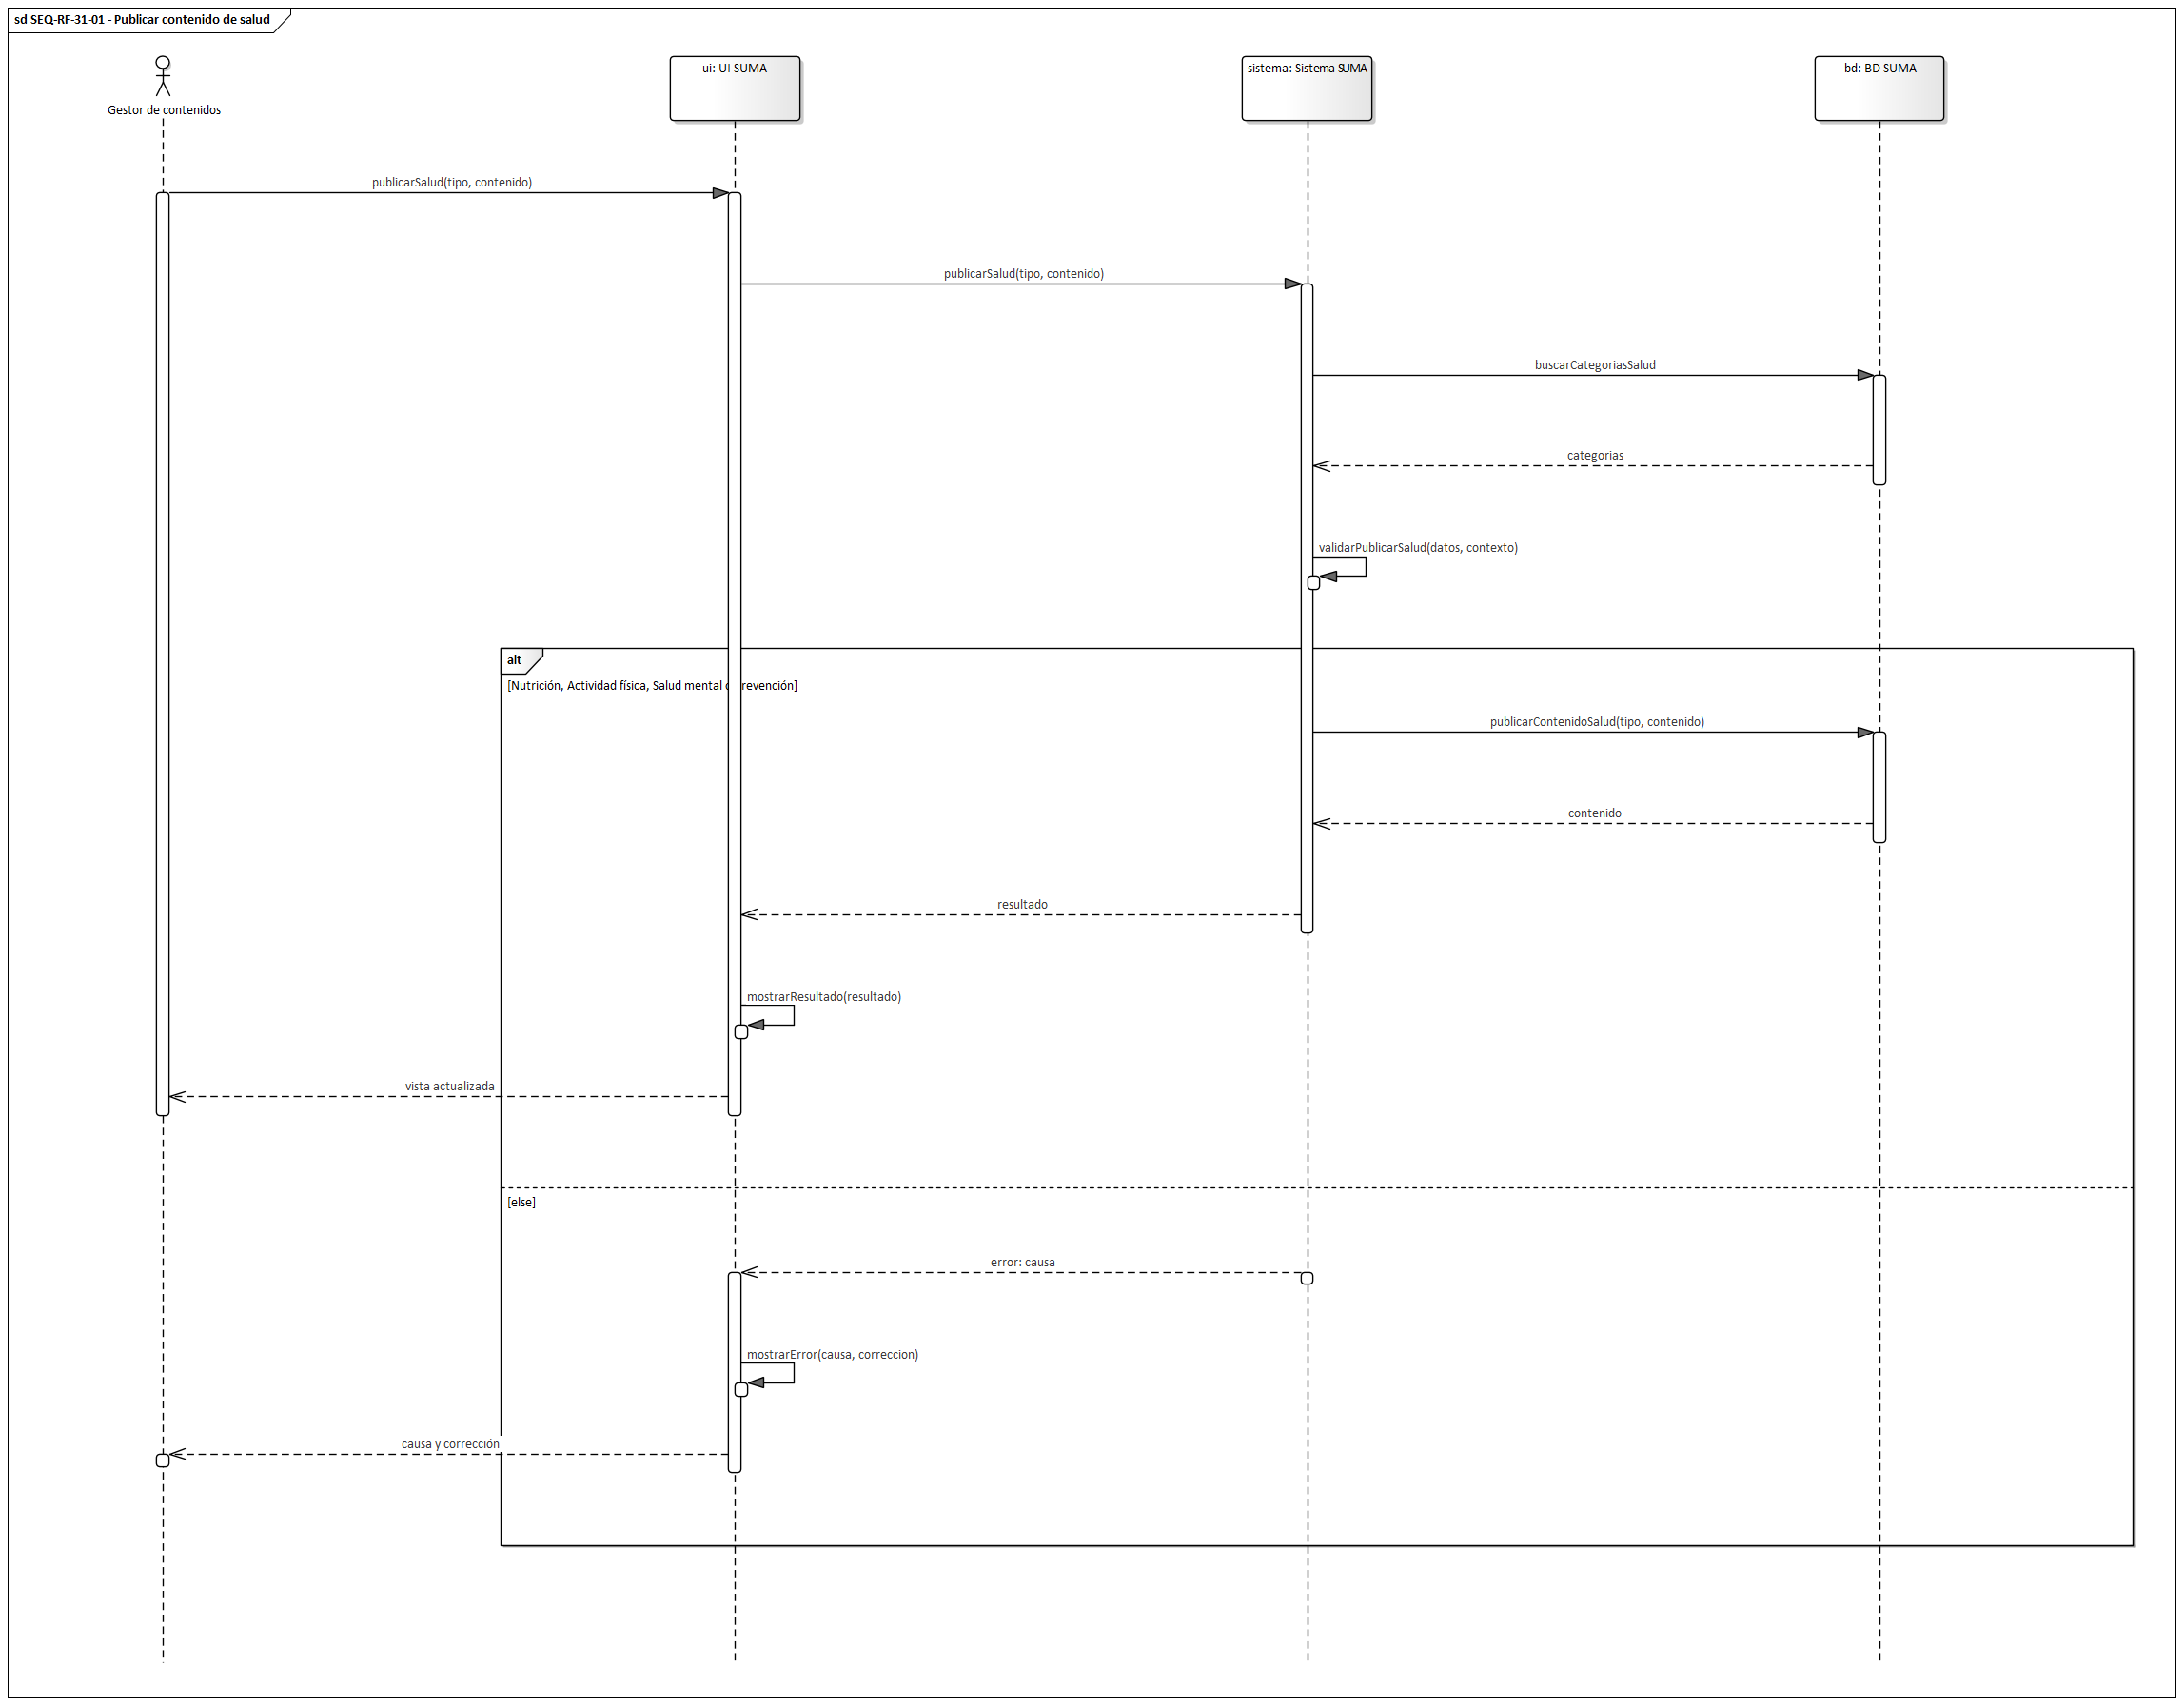 sd SEQ-RF-31-01 - Publicar contenido de salud
Gestor de contenidos
ui: UI SUMA
sistema: Sistema SUMA
bd: BD SUMA
publicarSalud(tipo, contenido)
publicarSalud(tipo, contenido)
buscarCategoriasSalud
categorias
validarPublicarSalud(datos, contexto)
alt
[Nutrición, Actividad física, Salud mental revención]
publicarContenidoSalud(tipo, contenido)
contenido
resultado
mostrarResultado(resultado)
vista actualizada
[else]
error: causa
mostrarError(causa, correccion)
causa y corrección